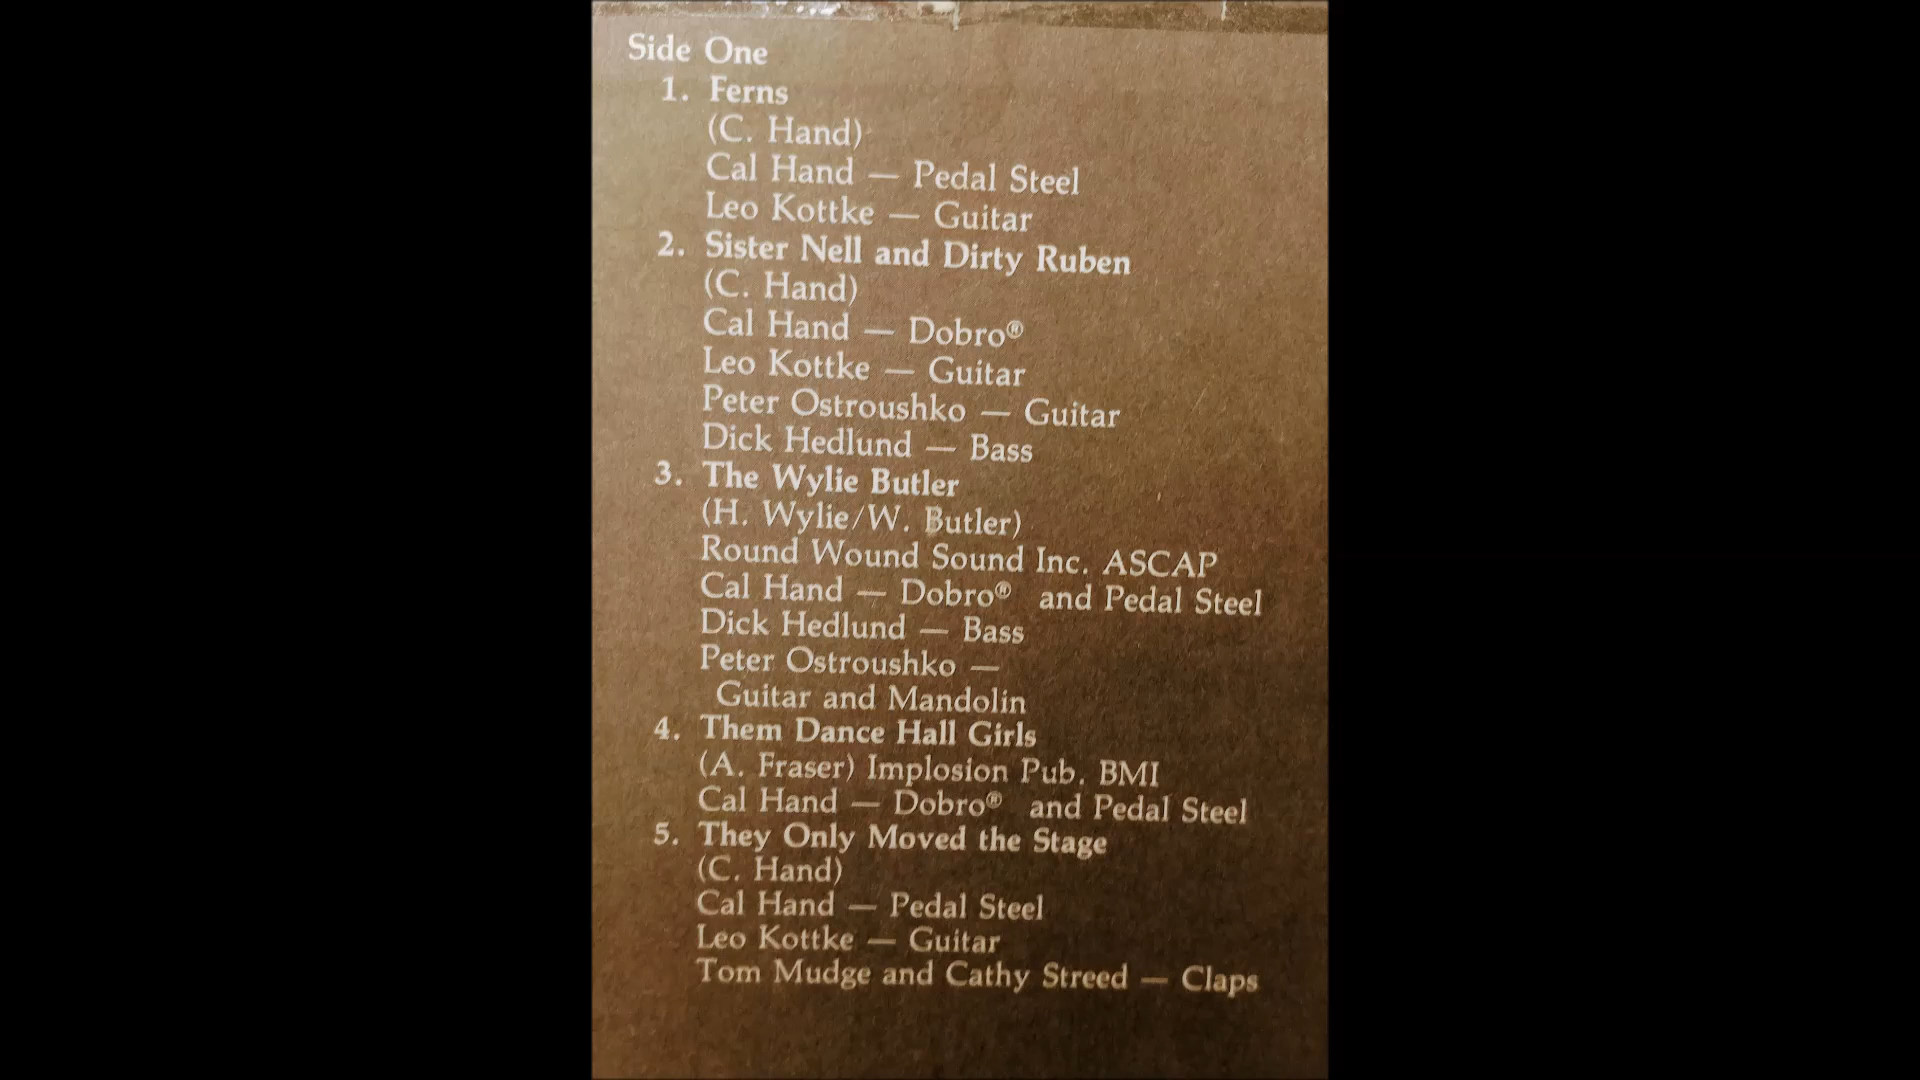 Side One
1. Ferns
(C. Hand)
Cal Hand — Pedal Steel
Leo Kottke — Guitar
2. Sister Nell and Dirty Ruben
(C. Hand)
Cal Hand — Dobro®
Leo Kottke — Guitar
Peter Ostroushko — Guitar
Dick Hedlund — Bass
3. The Wylie Butler
(H. Wylie/W. Butler)
Round Wound Sound Inc. ASCAP
Cal Hand — Dobro® and Pedal Steel
Dick Hedlund — Bass
Peter Ostroushko —
Guitar and Mandolin
4. Them Dance Hall Girls
(A. Fraser) Implosion Pub. BMI
Cal Hand — Dobro® and Pedal Steel
5. They Only Moved the Stage
(C. Hand)
Cal Hand — Pedal Steel
Leo Kottke — Guitar
Tom Mudge and Cathy Streed — Claps